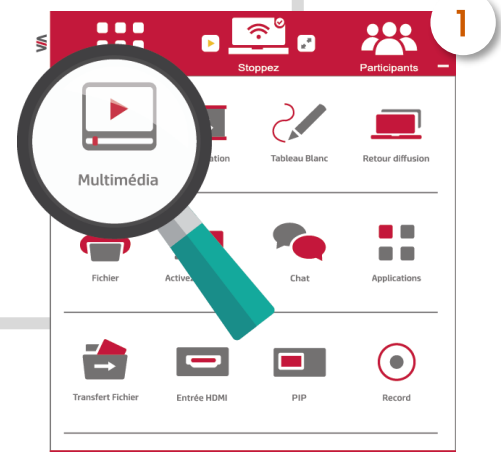 1
Stoppez
Participants
Multimédia
Tableau Blanc
Retour diffusion
Fichier
Chat
Applications
Transfert Fichier
Entrée HDMI
PIP
Record